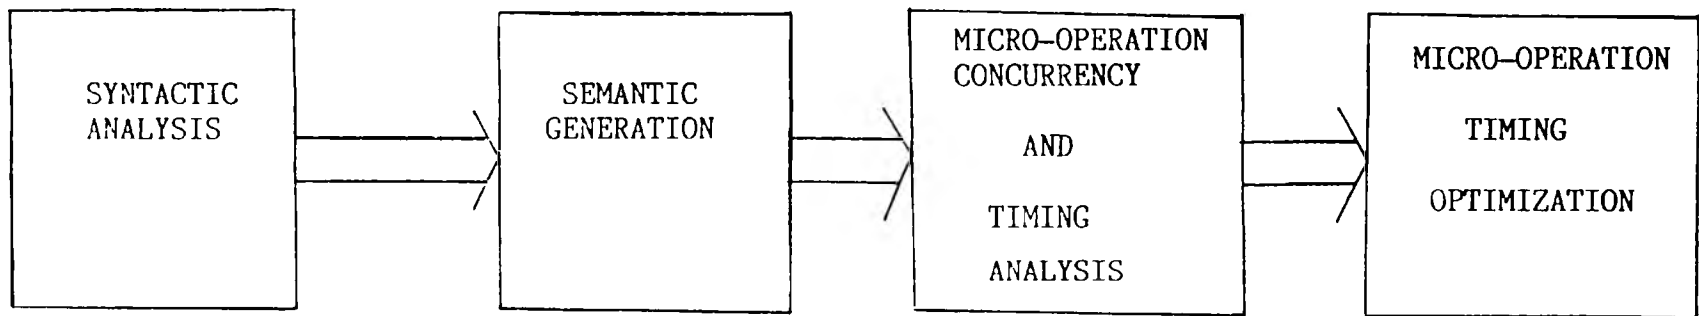 SYNTACTIC
ANALYSIS
SEMANTIC
GENERATION
MICRO-OPERATION
CONCURRENCY
AND
TIMING
ANALYSIS
MICRO-OPERATION
TIMING
OPTIMIZATION